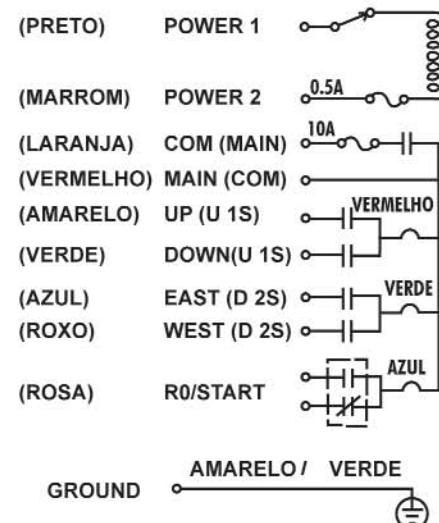 (PRETO) POWER 1
(MARROM) POWER 2 0.5A
(LARANJA) COM (MAIN) 10A
(VERMELHO) MAIN (COM)
(AMARELO) UP (U 1S) VERMELHO
(VERDE) DOWN(U 1S)
(AZUL) EAST (D 2S) VERDE
(ROXO) WEST (D 2S)
(ROSA) R0/START AZUL
GROUND AMARELO / VERDE